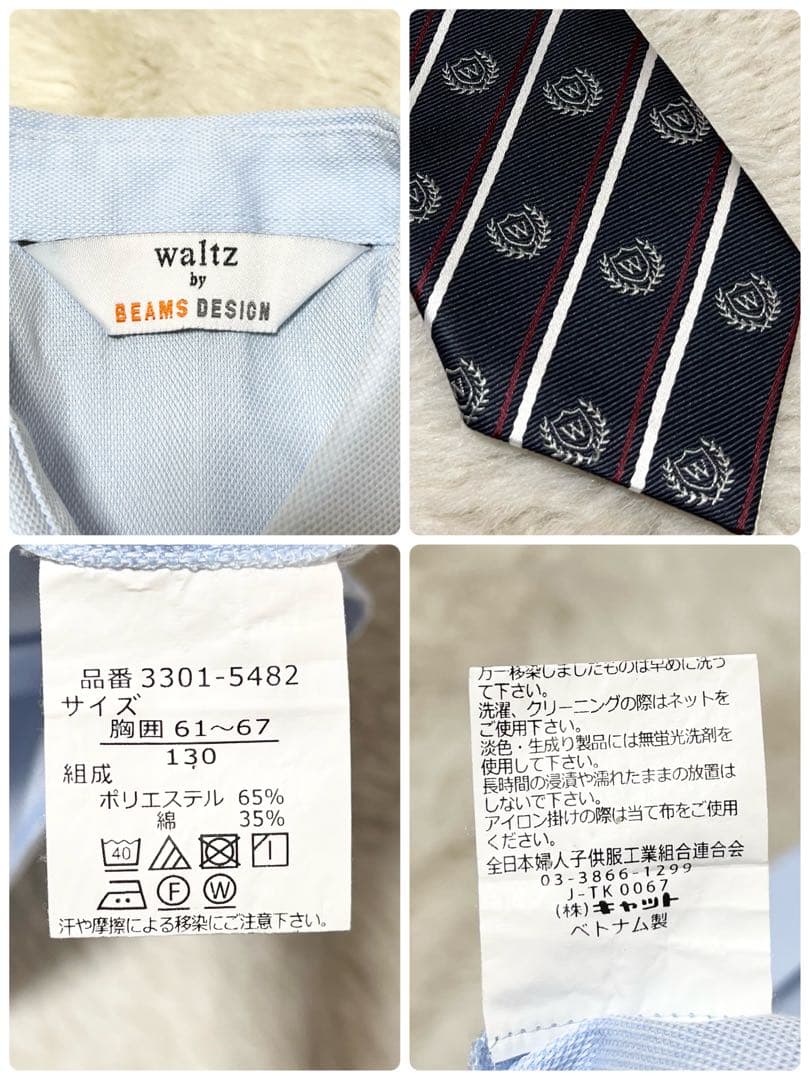 waltz
by
BEAMS DESIGN
W
W
W
W
W
W
W
W
W
品番 3301-5482
サイズ
胸囲 61～67
130
組成
ポリエステル 65%
綿 35%
40
F
W
汗や摩擦による移染にご注意下さい。
万一移染しましたものは早めに洗っ
て下さい。
洗濯、クリーニングの際はネットを
ご使用下さい。
淡色・生成り製品には無蛍光洗剤を
使用して下さい。
長時間の浸漬や濡れたままの放置は
しないで下さい。
アイロン掛けの際は当て布をご使用
ください。
全日本婦人子供服工業組合連合会
03-3866-1299
J-TK0067
(株)キャット
ベトナム製